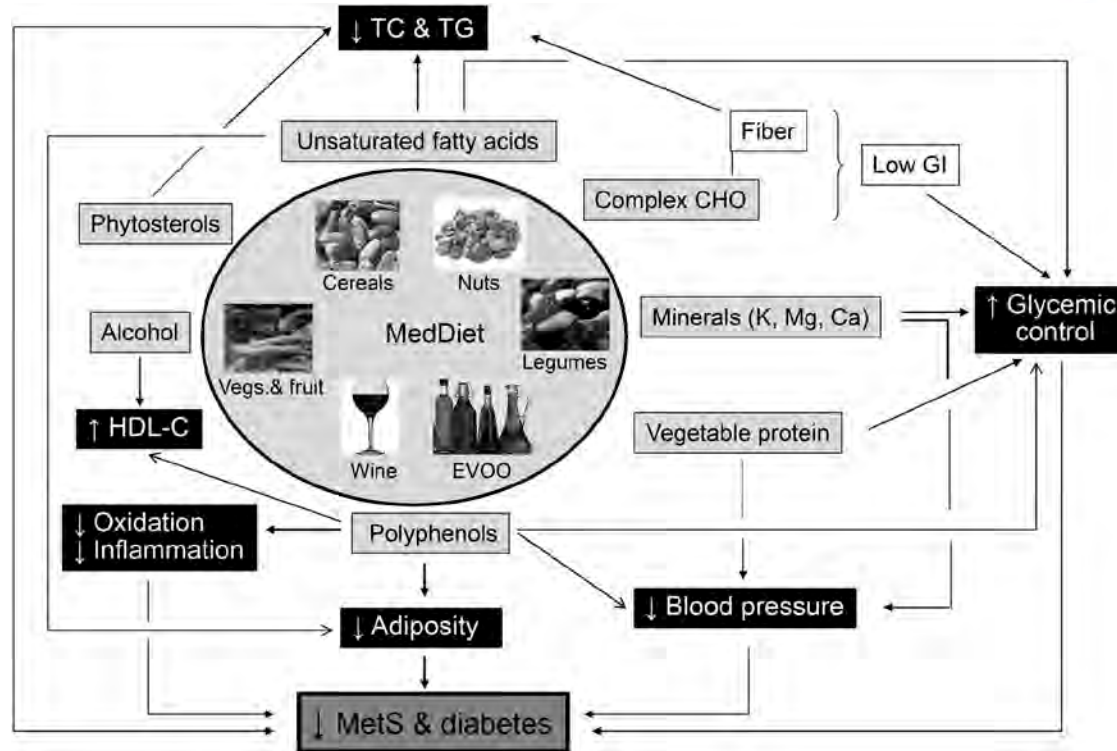 ↓ TC & TG
Unsaturated fatty acids
Fiber
Low GI
Complex CHO
Phytosterols
Cereals
Nuts
Alcohol
MedDiet
Legumes
Vegs.& fruit
Minerals (K, Mg, Ca)
↑ Glycemic
control
↑ HDL-C
Wine
EVOO
Vegetable protein
↓ Oxidation
↓ Inflammation
Polyphenols
↓ Adiposity
↓ Blood pressure
↓ MetS & diabetes